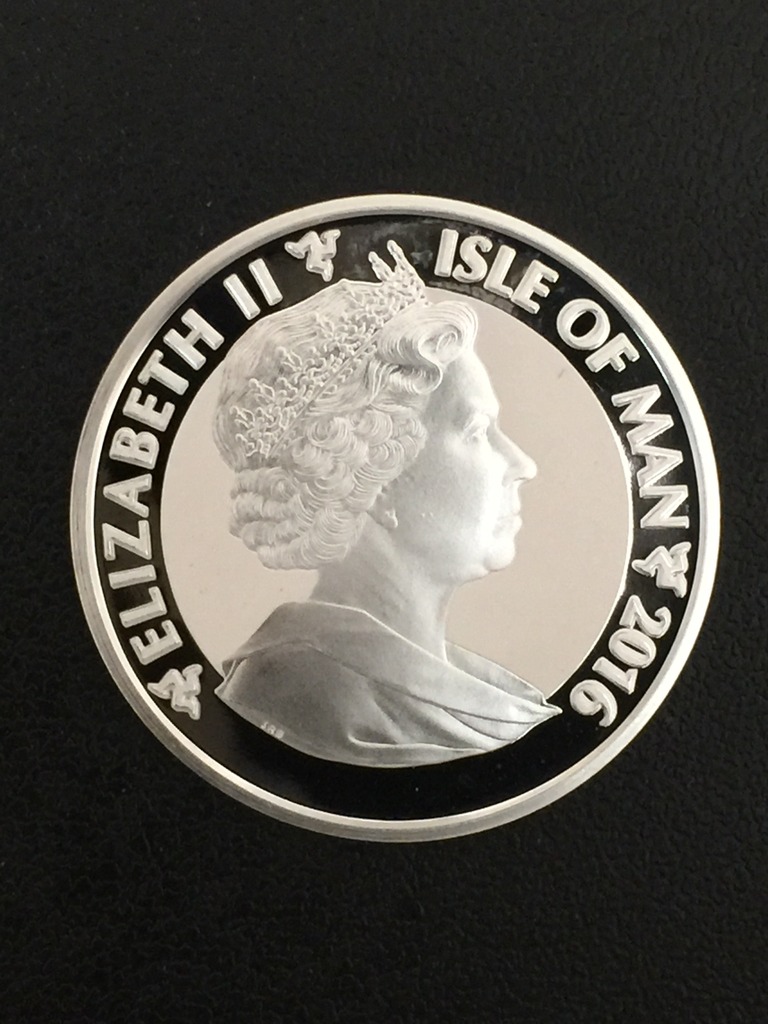 ELIZABETH II
ISLE OF MAN
2016